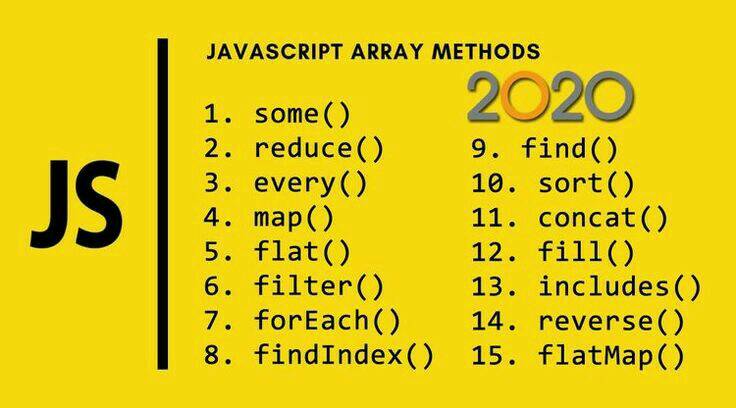 JS
JAVASCRIPT ARRAY METHODS
2020
1. some()
2. reduce()
3. every()
4. map()
5. flat()
6. filter()
7. forEach()
8. findIndex()
9. find()
10. sort()
11. concat()
12. fill()
13. includes()
14. reverse()
15. flatMap()